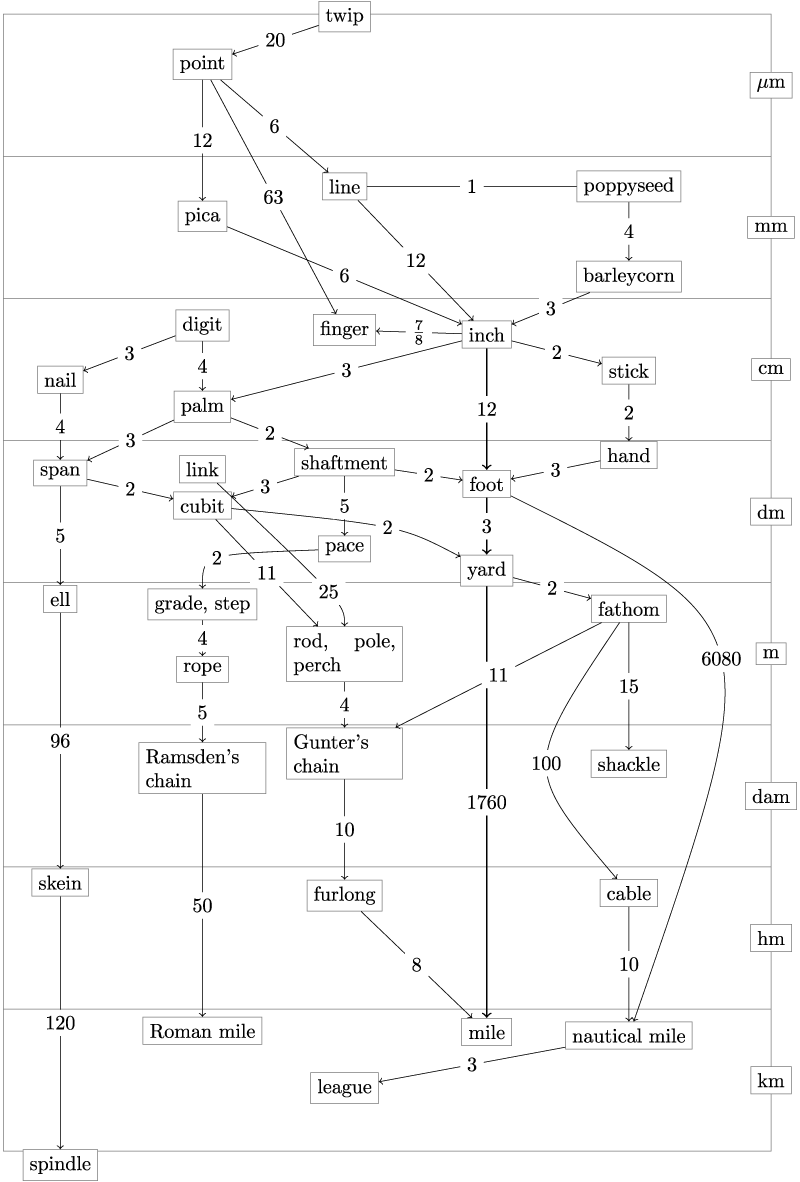 twip
20
point
μm
12
6
63
line
1
poppyseed
pica
4
mm
12
6
barleycorn
3
digit
finger
7/8
inch
3
2
nail
4
3
stick
cm
palm
12
2
4
3
2
span
link
shaftment
2
3
hand
2
3
cubit
5
foot
dm
5
2
3
pace
2
11
yard
25
2
ell
grade, step
fathom
4
rod, pole,
perch
6080
m
rope
11
15
5
4
96
Ramsden's
chain
Gunter's
chain
100
shackle
dam
1760
10
skein
furlong
cable
50
hm
8
10
120
Roman mile
mile
nautical mile
3
league
km
spindle